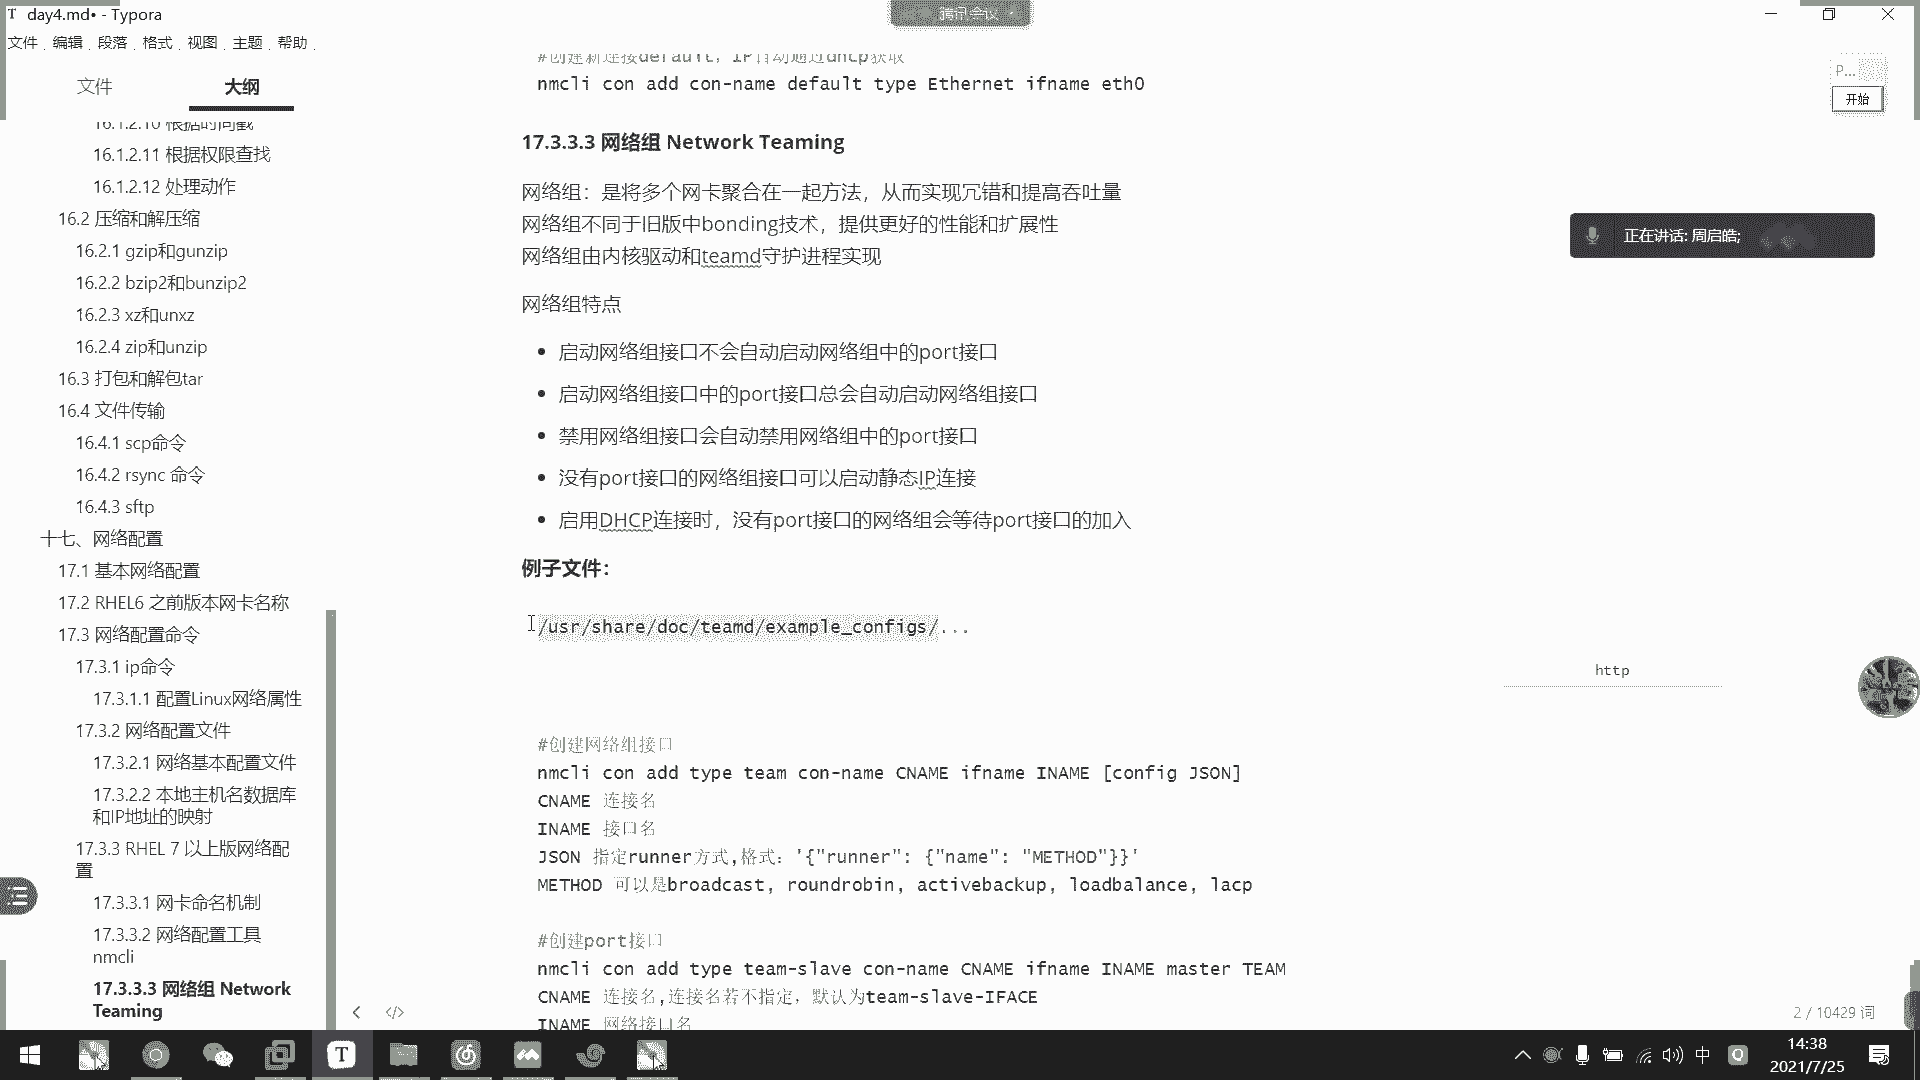 day4.md• - Typora
腾讯会议
文件 编辑 段落 格式 视图 主题 帮助
文件
大纲
16.1.2.10 根据时间戳
16.1.2.11 根据权限查找
16.1.2.12 处理动作
16.2 压缩和解压缩
16.2.1 gzip和gunzip
16.2.2 bzip2和bunzip2
16.2.3 xz和unxz
16.2.4 zip和unzip
16.3 打包和解包tar
16.4 文件传输
16.4.1 scp命令
16.4.2 rsync 命令
16.4.3 sftp
十七、网络配置
17.1 基本网络配置
17.2 RHEL6 之前版本网卡名称
17.3 网络配置命令
17.3.1 ip命令
17.3.1.1 配置Linux网络属性
17.3.2 网络配置文件
17.3.2.1 网络基本配置文件
17.3.2.2 本地主机名数据库
和IP地址的映射
17.3.3 RHEL 7 以上版网络配
置
17.3.3.1 网卡命名机制
17.3.3.2 网络配置工具
nmcli
17.3.3.3 网络组 Network
Teaming
#创建新连接default，IP自动通过dhcp获取
nmcli con add con-name default type Ethernet ifname eth0
17.3.3.3 网络组 Network Teaming
网络组：是将多个网卡聚合在一起方法，从而实现冗错和提高吞吐量
网络组不同于旧版中bonding技术，提供更好的性能和扩展性
网络组由内核驱动和teamd守护进程实现
网络组特点
• 启动网络组接口不会自动启动网络组中的port接口
• 启动网络组接口中的port接口总会自动启动网络组接口
• 禁用网络组接口会自动禁用网络组中的port接口
• 没有port接口的网络组接口可以启动静态IP连接
• 启用DHCP连接时，没有port接口的网络组会等待port接口的加入
例子文件：
/usr/share/doc/teamd/example_configs/...
http
#创建网络组接口
nmcli con add type team con-name CNAME ifname INAME [config JSON]
CNAME 连接名
INAME 接口名
JSON 指定runner方式,格式：'{"runner": {"name": "METHOD"}}'
METHOD 可以是broadcast, roundrobin, activebackup, loadbalance, lacp
#创建port接口
nmcli con add type team-slave con-name CNAME ifname INAME master TEAM
CNAME 连接名,连接名若不指定，默认为team-slave-IFACE
INAME 网络接口名
P...
开始
正在讲话: 周启皓;
2 / 10429 词
中
14:38
2021/7/25